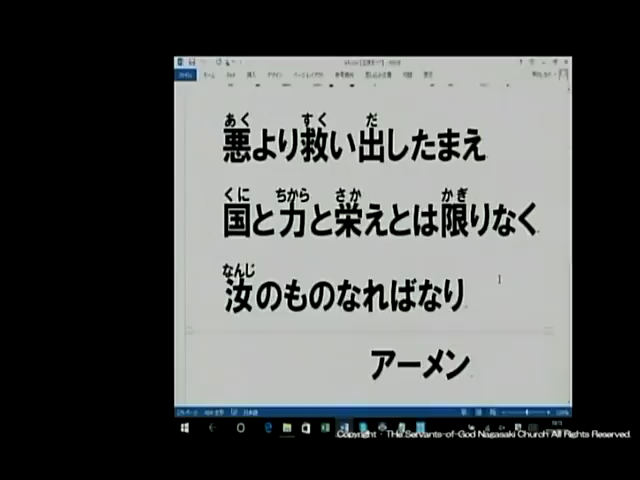 あく すく だ
悪より救い出したまえ
くに ちから さか かぎ
国と力と栄えとは限りなく
なんじ
汝のものなればなり
アーメン
Copyright - The Servants-of-God Nagasaki Church All Rights Reserved.